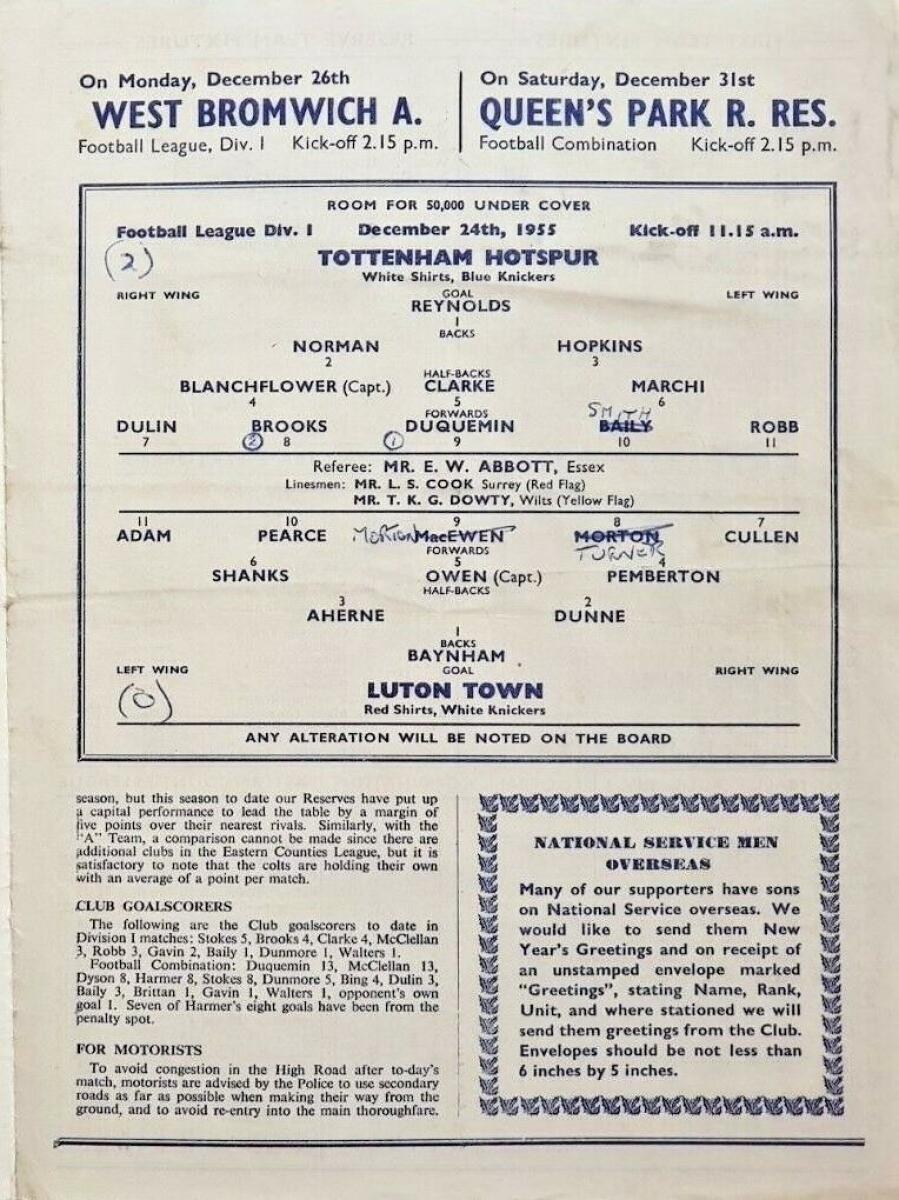 On Monday, December 26th
WEST BROMWICH A.
Football League, Div. 1 Kick-off 2.15 p.m.
On Saturday, December 31st
QUEEN'S PARK R. RES.
Football Combination Kick-off 2.15 p.m.
ROOM FOR 50,000 UNDER COVER
Football League Div. 1 December 24th, 1955 Kick-off 11.15 a.m.
(2)
TOTTENHAM HOTSPUR
White Shirts, Blue Knickers
RIGHT WING GOAL LEFT WING
REYNOLDS
1
BACKS
NORMAN HOPKINS
2 3
HALF-BACKS
BLANCHFLOWER (Capt.) CLARKE MARCHI
4 5 6
FORWARDS SMITH
DULIN BROOKS DUQUEMIN BAILY ROBB
7 (2) 8 (1) 9 10 11
Referee: MR. E. W. ABBOTT, Essex
Linesmen: MR. L. S. COOK Surrey (Red Flag)
MR. T. K. G. DOWTY, Wilts (Yellow Flag)
11 10 9 8 7
ADAM PEARCE MORTON MacEWEN MORTON CULLEN
FORWARDS TURNER
6 5 4
SHANKS OWEN (Capt.) PEMBERTON
HALF-BACKS
3 2
AHERNE DUNNE
1
BACKS
BAYNHAM
LEFT WING GOAL RIGHT WING
(0)
LUTON TOWN
Red Shirts, White Knickers
ANY ALTERATION WILL BE NOTED ON THE BOARD
season, but this season to date our Reserves have put up
a capital performance to lead the table by a margin of
five points over their nearest rivals. Similarly, with the
"A" Team, a comparison cannot be made since there are
additional clubs in the Eastern Counties League, but it is
satisfactory to note that the colts are holding their own
with an average of a point per match.
CLUB GOALSCORERS
The following are the Club goalscorers to date in
Division I matches: Stokes 5, Brooks 4, Clarke 4, McClellan
3, Robb 3, Gavin 2, Baily 1, Dunmore 1, Walters 1.
Football Combination: Duquemin 13, McClellan 13,
Dyson 8, Harmer 8, Stokes 8, Dunmore 5, Bing 4, Dulin 3,
Baily 3, Brittan 1, Gavin 1, Walters 1, opponent's own
goal 1. Seven of Harmer's eight goals have been from the
penalty spot.
FOR MOTORISTS
To avoid congestion in the High Road after to-day's
match, motorists are advised by the Police to use secondary
roads as far as possible when making their way from the
ground, and to avoid re-entry into the main thoroughfare.
NATIONAL SERVICE MEN
OVERSEAS
Many of our supporters have sons
on National Service overseas. We
would like to send them New
Year's Greetings and on receipt of
an unstamped envelope marked
"Greetings", stating Name, Rank,
Unit, and where stationed we will
send them greetings from the Club.
Envelopes should be not less than
6 inches by 5 inches.